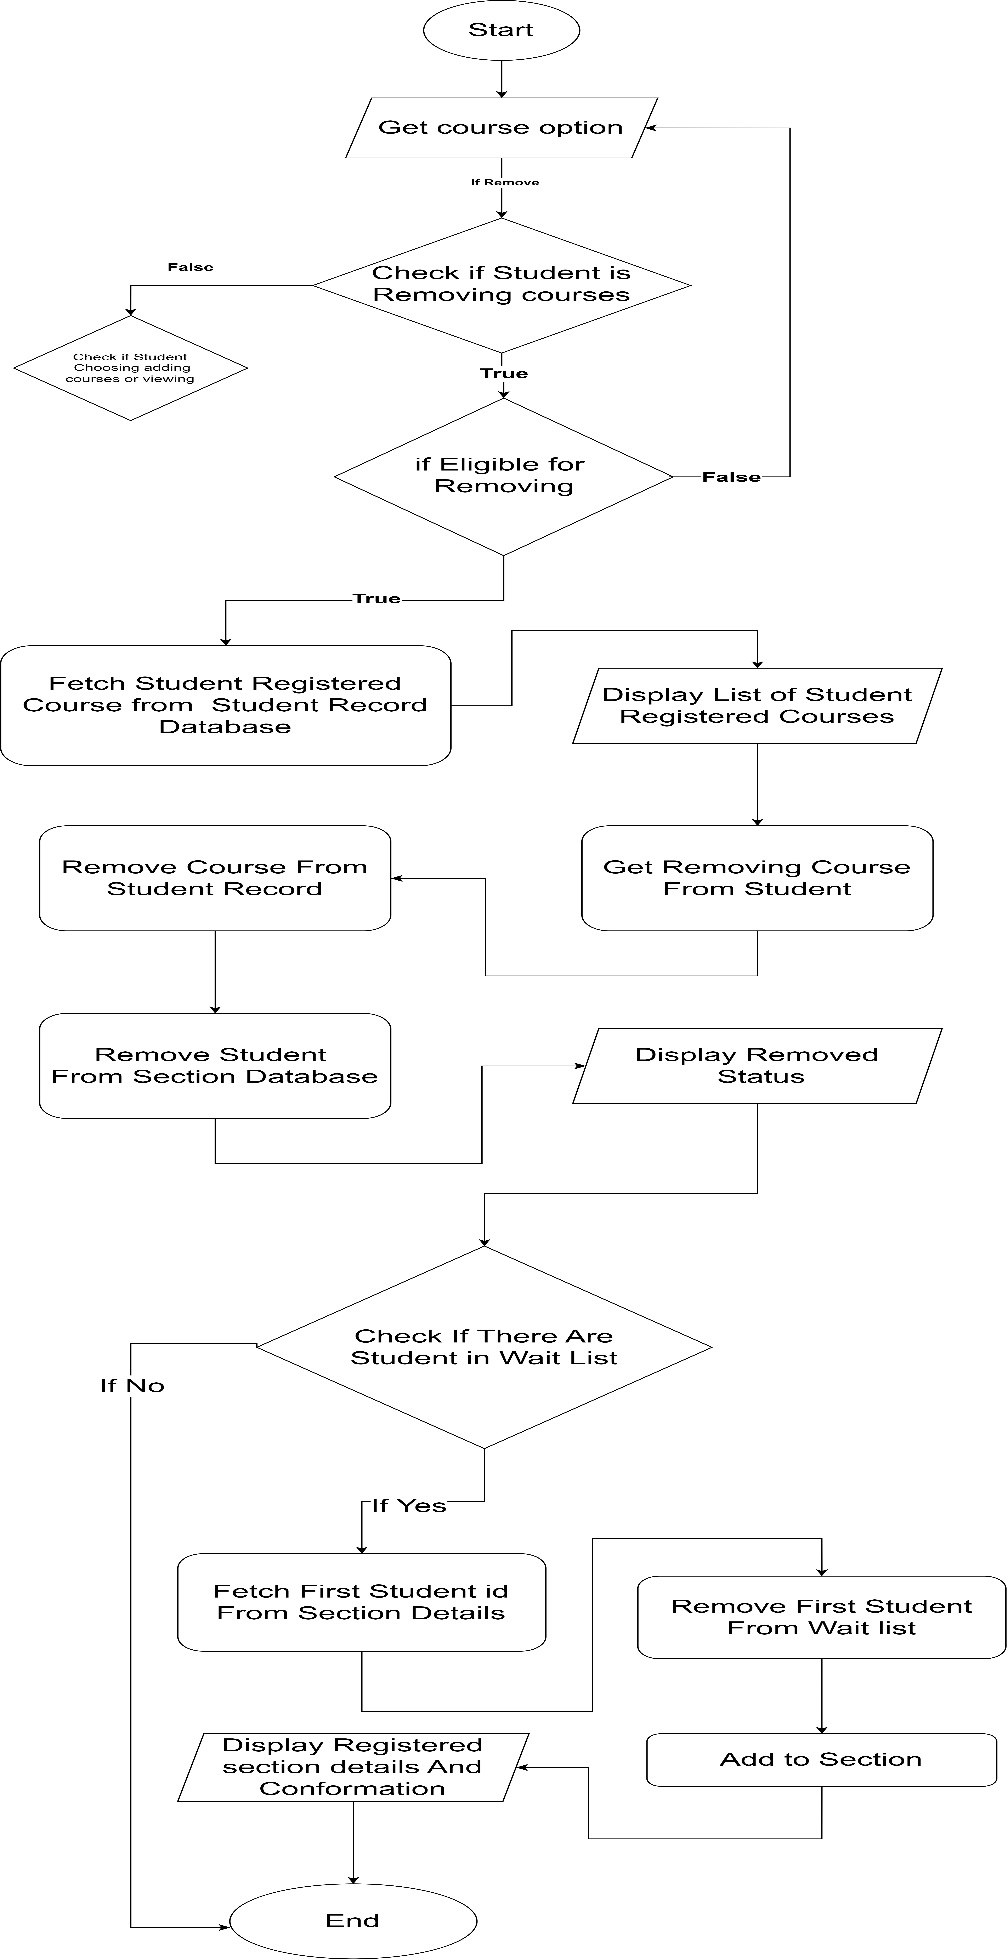 Start
Get course option
If Remove
Check if Student is
Removing courses
False
Check if Student
Choosing adding
courses or viewing
True
if Eligible for
Removing
False
True
Fetch Student Registered
Course from Student Record
Database
Display List of Student
Registered Courses
Remove Course From
Student Record
Get Removing Course
From Student
Remove Student
From Section Database
Display Removed
Status
Check If There Are
Student in Wait List
If No
If Yes
Fetch First Student id
From Section Details
Remove First Student
From Wait list
Display Registered
section details And
Conformation
Add to Section
End